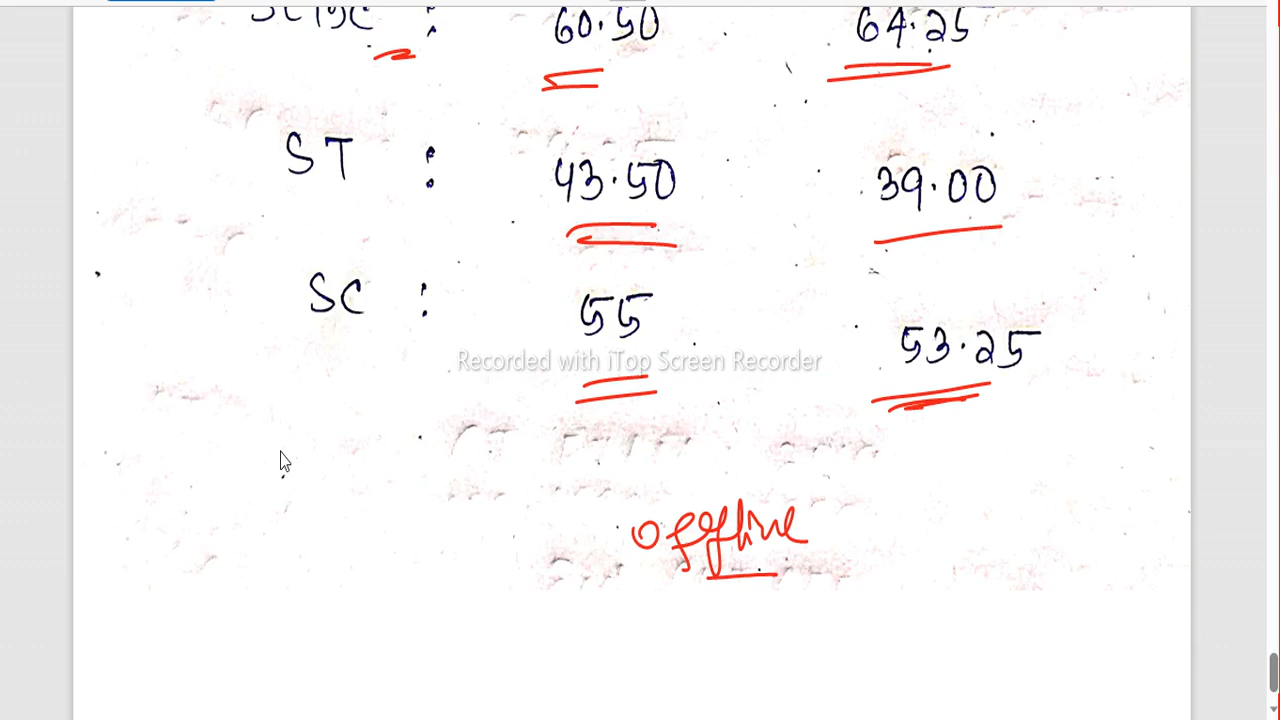 SEBC : 60.50 64.25
ST : 43.50 39.00
SC : 55 53.25
Recorded with iTop Screen Recorder
offline